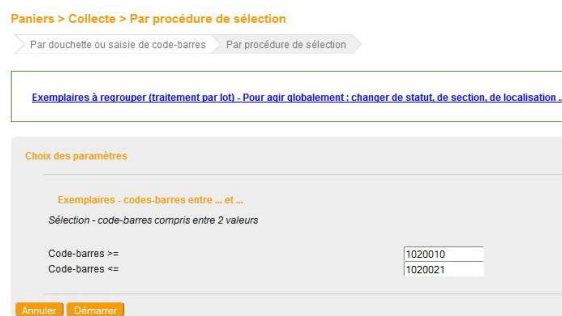 Paniers > Collecte > Par procédure de sélection
Par douchette ou saisie de code-barres Par procédure de sélection
Exemplaires à regrouper (traitement par lot) - Pour agir globalement : changer de statut, de section, de localisation ..
Choix des paramètres
Exemplaires - codes-barres entre ... et ...
Sélection - code-barres compris entre 2 valeurs
Code-barres >= 1020010
Code-barres <= 1020021
Annuler Démarrer